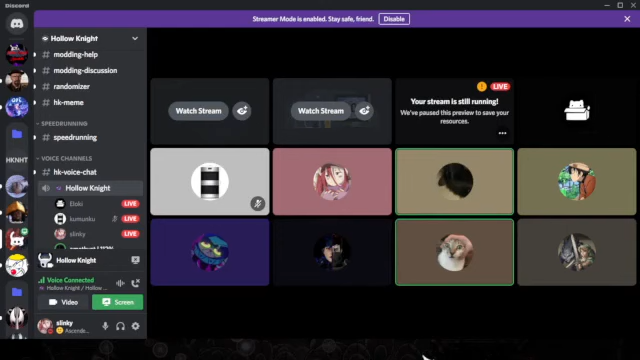 Discord
Streamer Mode is enabled. Stay safe, friend. Disable
Hollow Knight
# modding-help
# modding-discussion
# randomizer
# hk-meme
SPEEDRUNNING
# speedrunning
VOICE CHANNELS
# hk-voice-chat
Hollow Knight
Eloki LIVE
kumunku LIVE
slinky LIVE
HKNHT
Hollow Knight
Voice Connected
Hollow Knight / Hollow ...
Video
Screen
slinky
Ascendi...
Watch Stream
Watch Stream
! LIVE
Your stream is still running!
We've paused this preview to save your
resources.